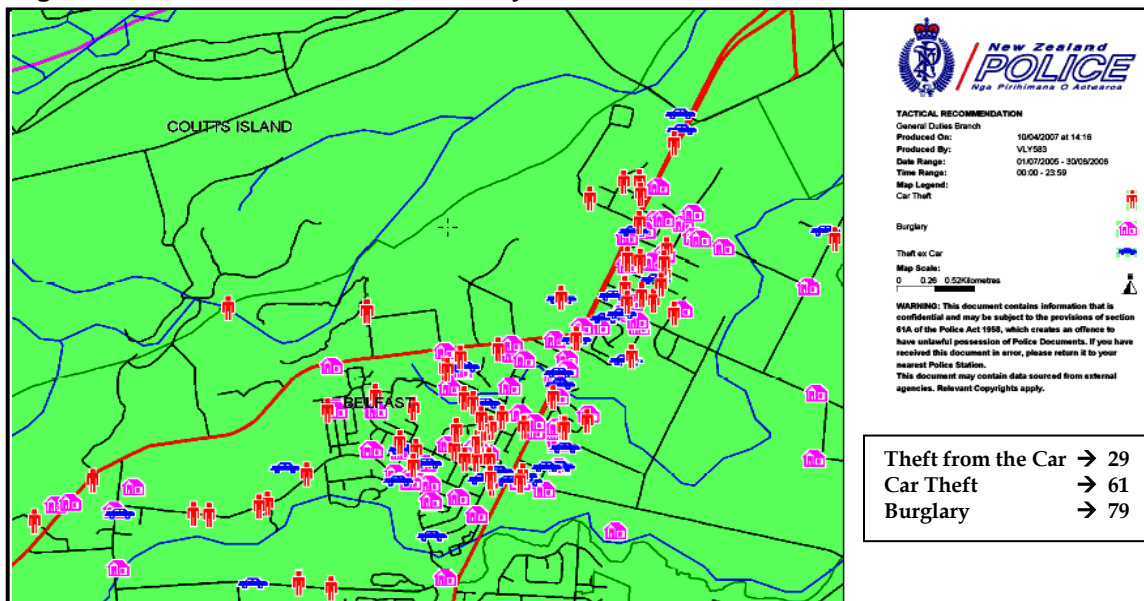 COUTTS ISLAND
BELFAST
New Zealand
POLICE
Nga Pirihimana O Aotearoa
TACTICAL RECOMMENDATION
General Duties Branch
Produced On: 10/04/2007 at 14:16
Produced By: VLY583
Date Range: 01/07/2005 - 30/06/2006
Time Range: 00:00 - 23:59
Map Legend:
Car Theft
Burglary
Theft ex Car
Map Scale:
0 0.26 0.52Kilometres
WARNING: This document contains information that is
confidential and may be subject to the provisions of section
61A of the Police Act 1958, which creates an offence to
have unlawful possession of Police Documents. If you have
received this document in error, please return it to your
nearest Police Station.
This document may contain data sourced from external
agencies. Relevant Copyrights apply.
Theft from the Car → 29
Car Theft → 61
Burglary → 79